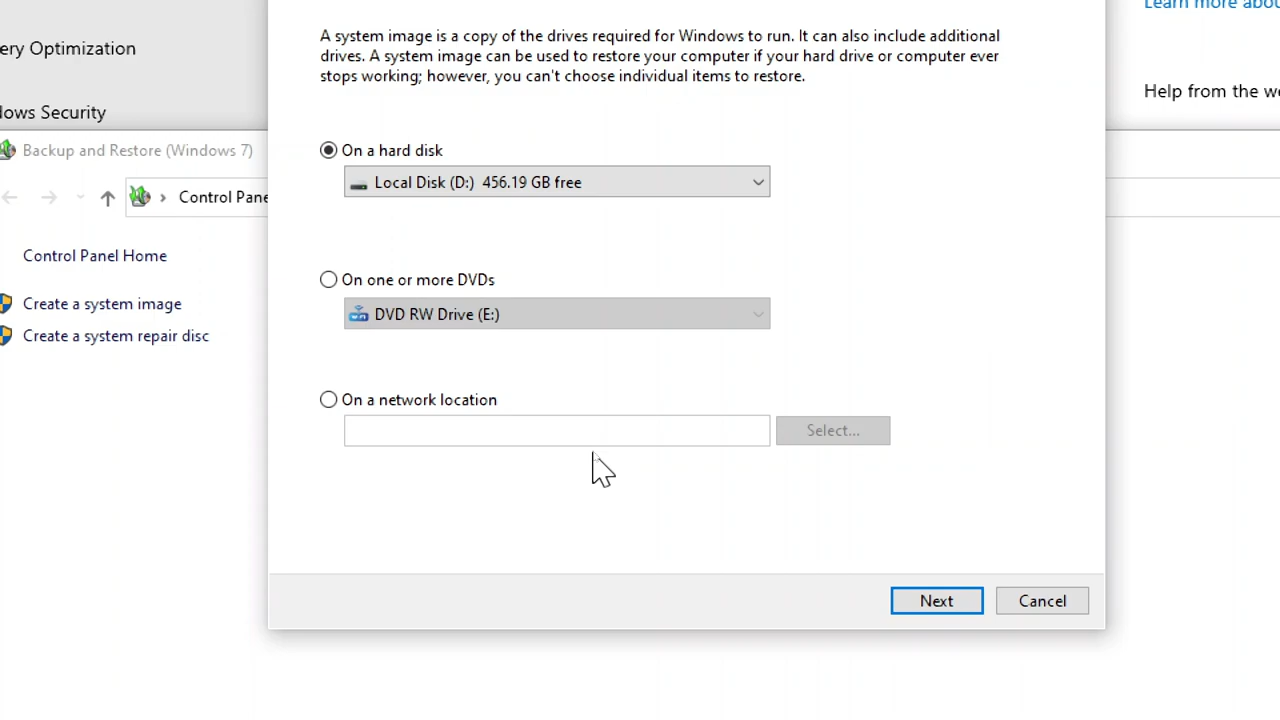 Learn more abou
ery Optimization
A system image is a copy of the drives required for Windows to run. It can also include additional
drives. A system image can be used to restore your computer if your hard drive or computer ever
stops working; however, you can't choose individual items to restore.
Help from the we
dows Security
Backup and Restore (Windows 7)
On a hard disk
Local Disk (D:) 456.19 GB free
Control Pane
Control Panel Home
On one or more DVDs
Create a system image
DVD RW Drive (E:)
Create a system repair disc
On a network location
Select...
Next
Cancel